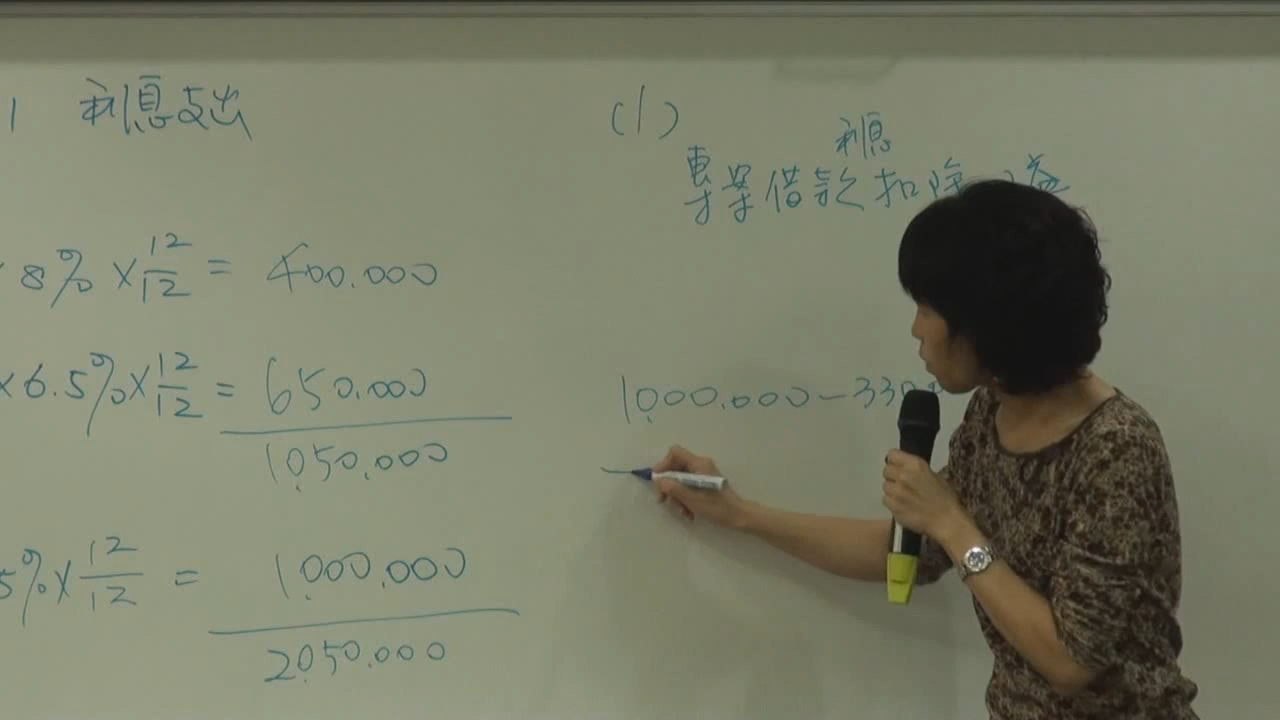 1 利息支出
8% × 12/12 = 400,000
×6.5% × 12/12 = 650,000
1,050,000
5% × 12/12 = 1,000,000
2,050,000
(1)
利息
專案借款扣除 益
1,000,000 - 330